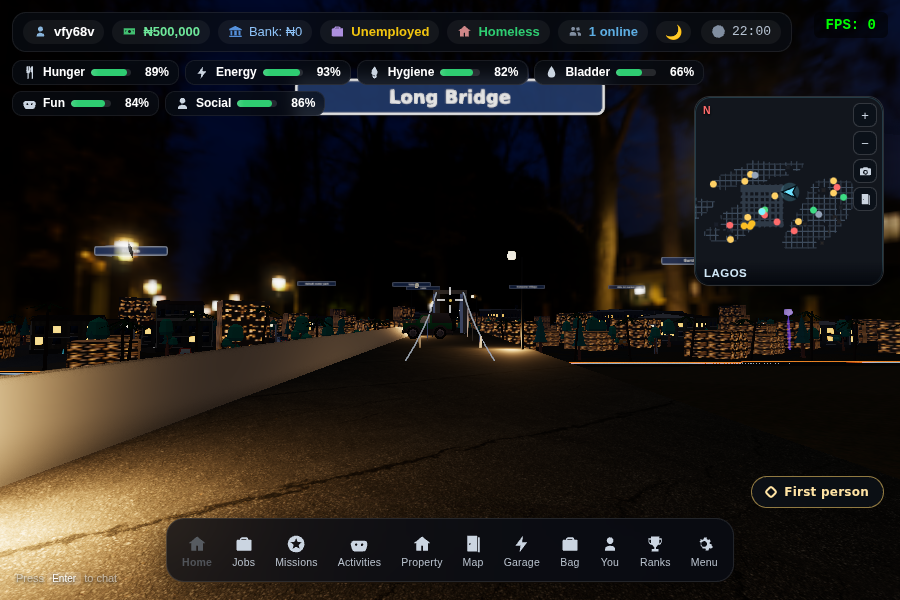 vfy68v ₦500,000 Bank: ₦0 Unemployed Homeless 1 online 22:00 FPS: 0
Hunger 89% Energy 93% Hygiene 82% Bladder 66%
Fun 84% Social 86%
Long Bridge
N
+
−
LAGOS
First person
Home Jobs Missions Activities Property Map Garage Bag You Ranks Menu
Press Enter to chat